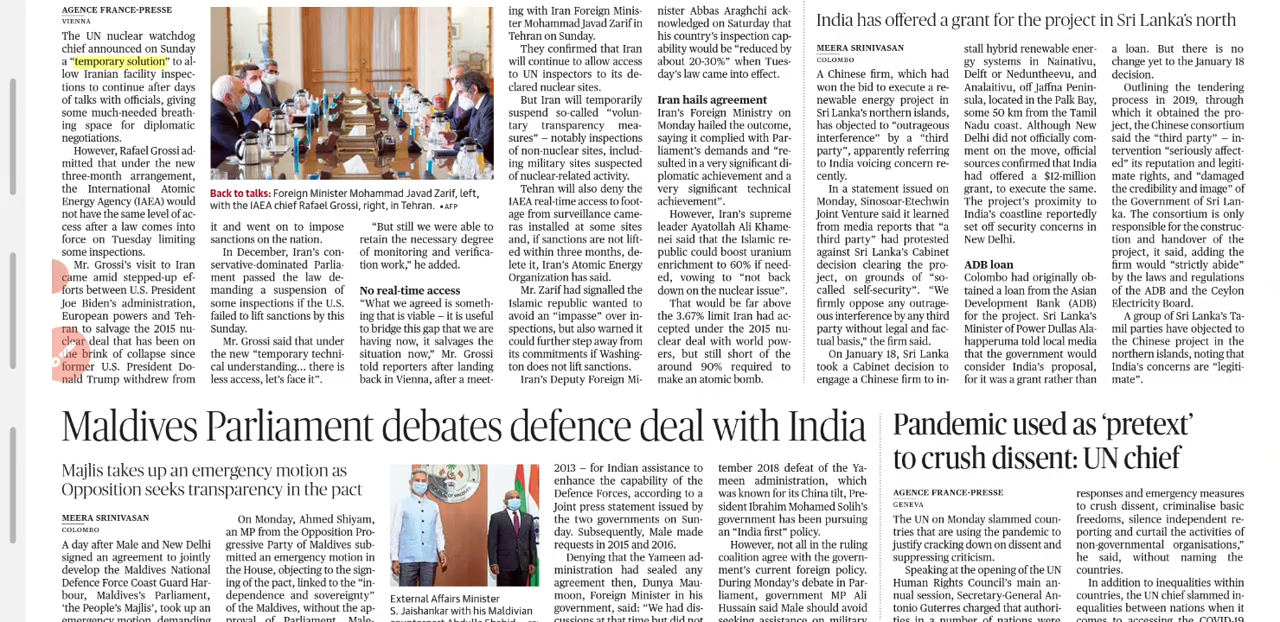 AGENCE FRANCE-PRESSE
VIENNA
The UN nuclear watchdog
chief announced on Sunday
a “temporary solution” to al-
low Iranian facility inspec-
tions to continue after days
of talks with officials, giving
some much-needed breath-
ing space for diplomatic
negotiations.
However, Rafael Grossi ad-
mitted that under the new
three-month arrangement,
the International Atomic
Energy Agency (IAEA) would
not have the same level of ac-
cess after a law comes into
force on Tuesday limiting
some inspections.
Mr. Grossi’s visit to Iran
came amid stepped-up ef-
forts between U.S. President
Joe Biden’s administration,
European powers and Teh-
ran to salvage the 2015 nu-
clear deal that has been on
the brink of collapse since
former U.S. President Do-
nald Trump withdrew from
Back to talks: Foreign Minister Mohammad Javad Zarif, left,
with the IAEA chief Rafael Grossi, right, in Tehran. •AFP
it and went on to impose
sanctions on the nation.
In December, Iran’s con-
servative-dominated Parlia-
ment passed the law de-
manding a suspension of
some inspections if the U.S.
failed to lift sanctions by this
Sunday.
Mr. Grossi said that under
the new “temporary techni-
cal understanding... there is
less access, let’s face it”.
“But still we were able to
retain the necessary degree
of monitoring and verifica-
tion work,” he added.
No real-time access
“What we agreed is someth-
ing that is viable – it is useful
to bridge this gap that we are
having now, it salvages the
situation now,” Mr. Grossi
told reporters after landing
back in Vienna, after a meet-
ing with Iran Foreign Minis-
ter Mohammad Javad Zarif in
Tehran on Sunday.
They confirmed that Iran
will continue to allow access
to UN inspectors to its de-
clared nuclear sites.
But Iran will temporarily
suspend so-called “volun-
tary transparency mea-
sures” – notably inspections
of non-nuclear sites, includ-
ing military sites suspected
of nuclear-related activity.
Tehran will also deny the
IAEA real-time access to foot-
age from surveillance came-
ras installed at some sites
and, if sanctions are not lift-
ed within three months, de-
lete it, Iran’s Atomic Energy
Organization has said.
Mr. Zarif had signalled the
Islamic republic wanted to
avoid an “impasse” over in-
spections, but also warned it
could further step away from
its commitments if Washing-
ton does not lift sanctions.
Iran’s Deputy Foreign Mi-
nister Abbas Araghchi ac-
knowledged on Saturday that
his country’s inspection cap-
ability would be “reduced by
about 20-30%” when Tues-
day’s law came into effect.
Iran hails agreement
Iran’s Foreign Ministry on
Monday hailed the outcome,
saying it complied with Par-
liament’s demands and “re-
sulted in a very significant di-
plomatic achievement and a
very significant technical
achievement”.
However, Iran’s supreme
leader Ayatollah Ali Khame-
nei said that the Islamic re-
public could boost uranium
enrichment to 60% if need-
ed, vowing to “not back
down on the nuclear issue”.
That would be far above
the 3.67% limit Iran had ac-
cepted under the 2015 nu-
clear deal with world pow-
ers, but still short of the
around 90% required to
make an atomic bomb.
India has offered a grant for the project in Sri Lanka’s north
MEERA SRINIVASAN
COLOMBO
A Chinese firm, which had
won the bid to execute a re-
newable energy project in
Sri Lanka’s northern islands,
has objected to “outrageous
interference” by a “third
party”, apparently referring
to India voicing concern re-
cently.
In a statement issued on
Monday, Sinosoar-Etechwin
Joint Venture said it learned
from media reports that “a
third party” had protested
against Sri Lanka’s Cabinet
decision clearing the pro-
ject, on grounds of “so-
called self-security”. “We
firmly oppose any outrage-
ous interference by any third
party without legal and fac-
tual basis,” the firm said.
On January 18, Sri Lanka
took a Cabinet decision to
engage a Chinese firm to in-
stall hybrid renewable ener-
gy systems in Nainativu,
Delft or Neduntheevu, and
Analaitivu, off Jaffna Penin-
sula, located in the Palk Bay,
some 50 km from the Tamil
Nadu coast. Although New
Delhi did not officially com-
ment on the move, official
sources confirmed that India
had offered a $12-million
grant, to execute the same.
The project’s proximity to
India’s coastline reportedly
set off security concerns in
New Delhi.
ADB loan
Colombo had originally ob-
tained a loan from the Asian
Development Bank (ADB)
for the project. Sri Lanka’s
Minister of Power Dullas Ala-
happeruma told local media
that the government would
consider India’s proposal,
for it was a grant rather than
a loan. But there is no
change yet to the January 18
decision.
Outlining the tendering
process in 2019, through
which it obtained the pro-
ject, the Chinese consortium
said the “third party” – in-
tervention “seriously affect-
ed” its reputation and legiti-
mate rights, and “damaged
the credibility and image” of
the Government of Sri Lan-
ka. The consortium is only
responsible for the construc-
tion and handover of the
project, it said, adding the
firm would “strictly abide”
by the laws and regulations
of the ADB and the Ceylon
Electricity Board.
A group of Sri Lanka’s Ta-
mil parties have objected to
the Chinese project in the
northern islands, noting that
India’s concerns are “legiti-
mate”.
Maldives Parliament debates defence deal with India
Majlis takes up an emergency motion as
Opposition seeks transparency in the pact
MEERA SRINIVASAN
COLOMBO
A day after Male and New Delhi
signed an agreement to jointly
develop the Maldives National
Defence Force Coast Guard Har-
bour, Maldives’s Parliament,
‘the People’s Majlis’, took up an
emergency motion, demanding
On Monday, Ahmed Shiyam,
an MP from the Opposition Pro-
gressive Party of Maldives sub-
mitted an emergency motion in
the House, objecting to the sign-
ing of the pact, linked to the “in-
dependence and sovereignty”
of the Maldives, without the ap-
proval of Parliament. Male-
External Affairs Minister
S. Jaishankar with his Maldivian
counterpart Abdulla Shahid
2013 – for Indian assistance to
enhance the capability of the
Defence Forces, according to a
Joint press statement issued by
the two governments on Sun-
day. Subsequently, Male made
requests in 2015 and 2016.
Denying that the Yameen ad-
ministration had sealed any
agreement then, Dunya Mau-
moon, Foreign Minister in his
government, said: “We had dis-
cussions at that time but did not
tember 2018 defeat of the Ya-
meen administration, which
was known for its China tilt, Pre-
sident Ibrahim Mohamed Solih’s
government has been pursuing
an “India first” policy.
However, not all in the ruling
coalition agree with the govern-
ment’s current foreign policy.
During Monday’s debate in Par-
liament, government MP Ali
Hussain said Male should avoid
seeking assistance on military
Pandemic used as ‘pretext’
to crush dissent: UN chief
AGENCE FRANCE-PRESSE
GENEVA
The UN on Monday slammed coun-
tries that are using the pandemic to
justify cracking down on dissent and
suppressing criticism.
Speaking at the opening of the UN
Human Rights Council’s main an-
nual session, Secretary-General An-
tonio Guterres charged that authori-
ties in a number of nations were
responses and emergency measures
to crush dissent, criminalise basic
freedoms, silence independent re-
porting and curtail the activities of
non-governmental organisations,”
he said, without naming the
countries.
In addition to inequalities within
countries, the UN chief slammed in-
equalities between nations when it
comes to accessing the COVID-19